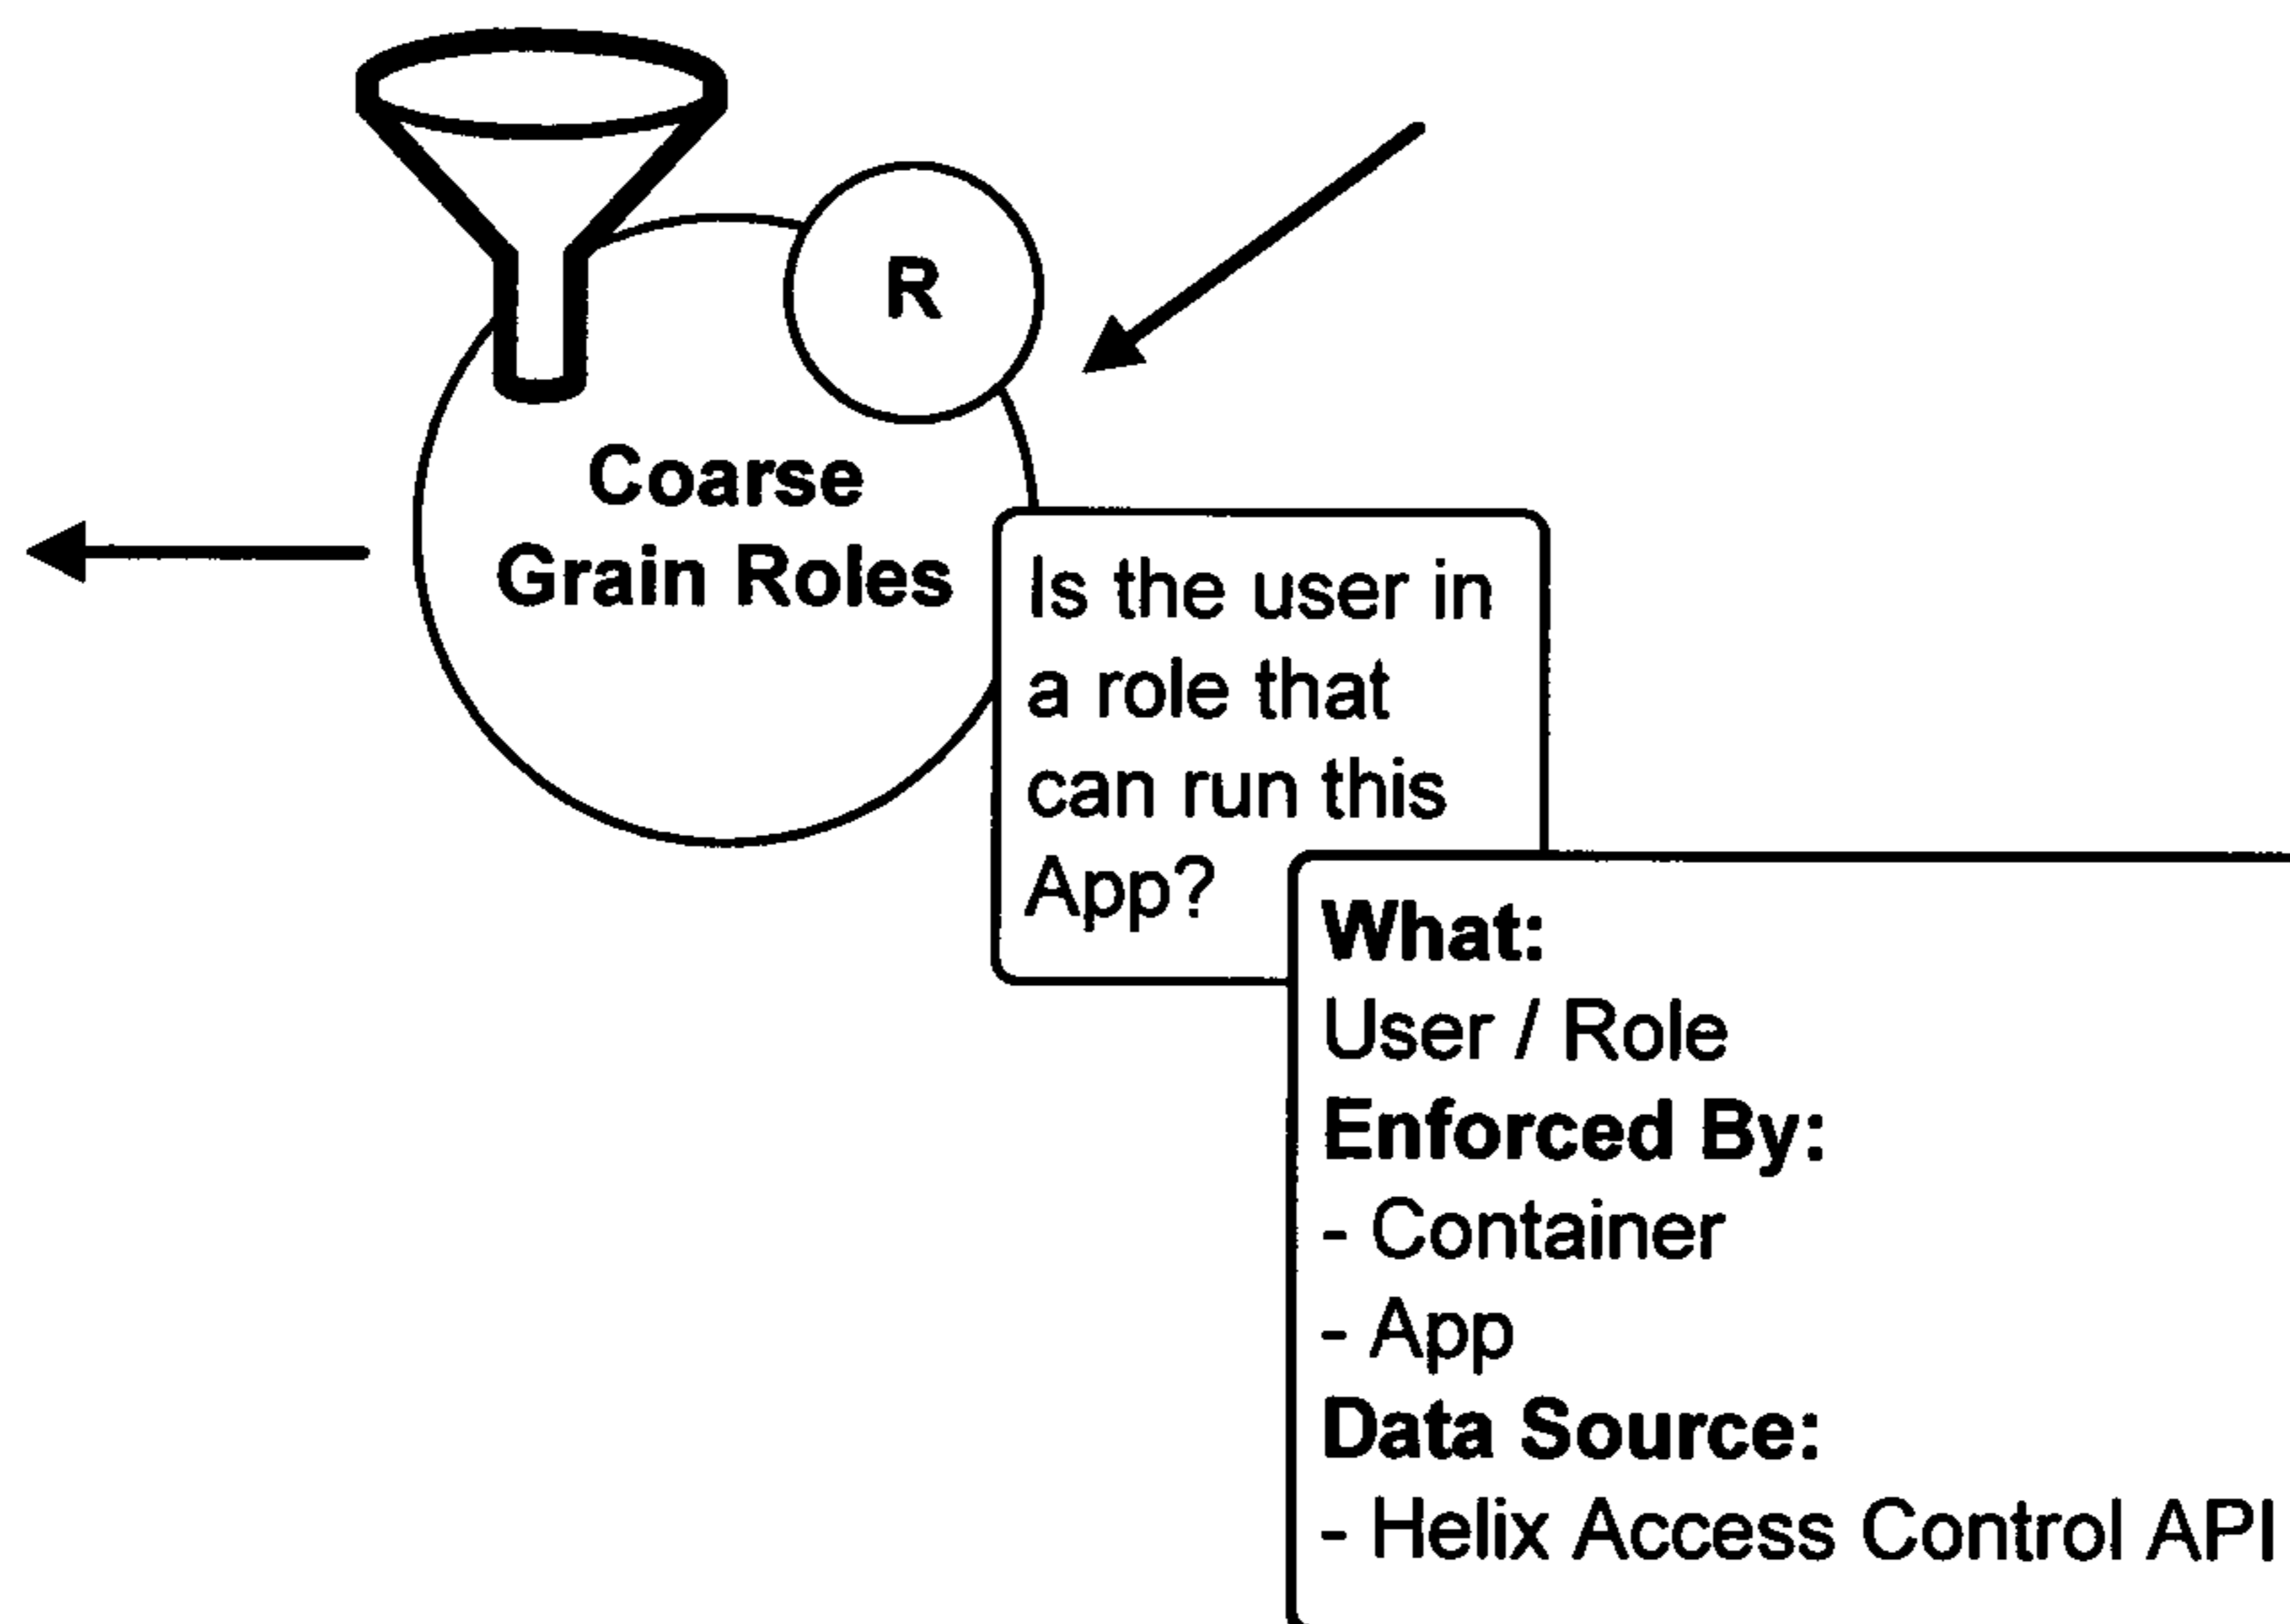 R
Coarse
Grain Roles
Is the user in
a role that
can run this
App?
What:
User / Role
Enforced By:
- Container
- App
Data Source:
- Helix Access Control API